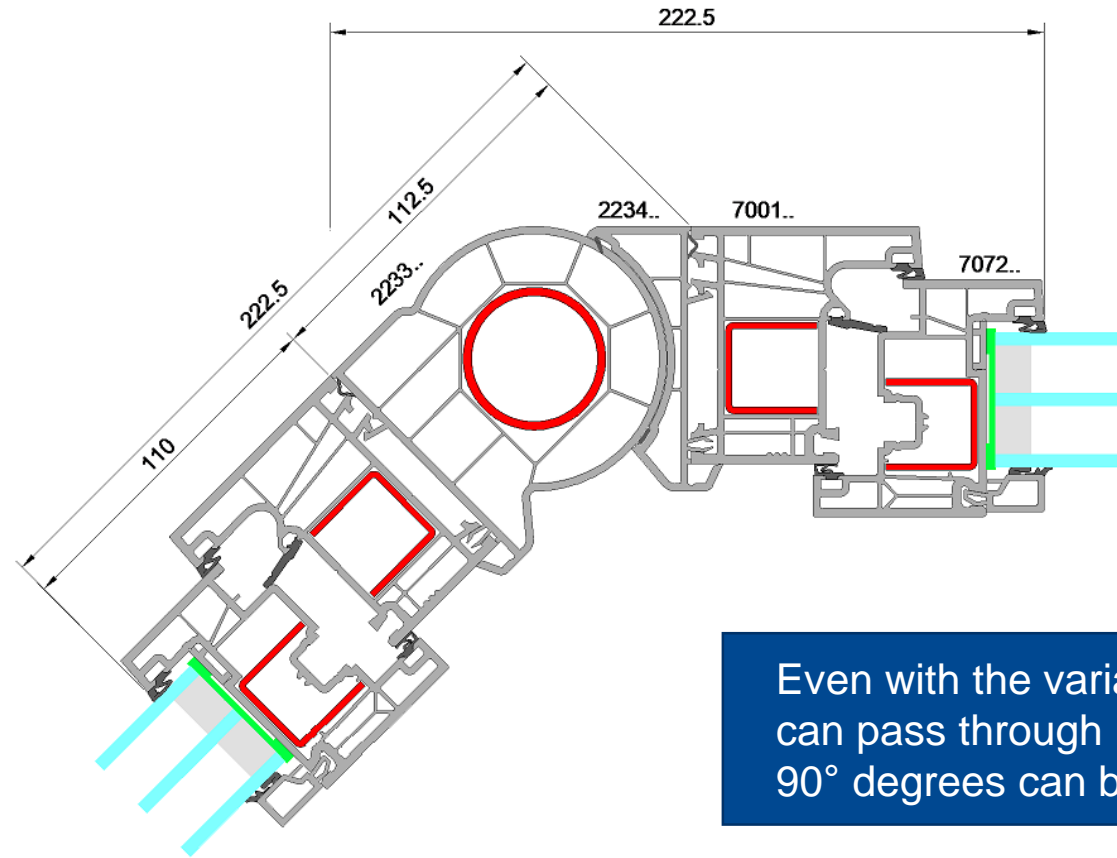 222.5
112.5
222.5
2233..
2234..
7001..
7072..
110
Even with the varia
can pass through
90° degrees can b